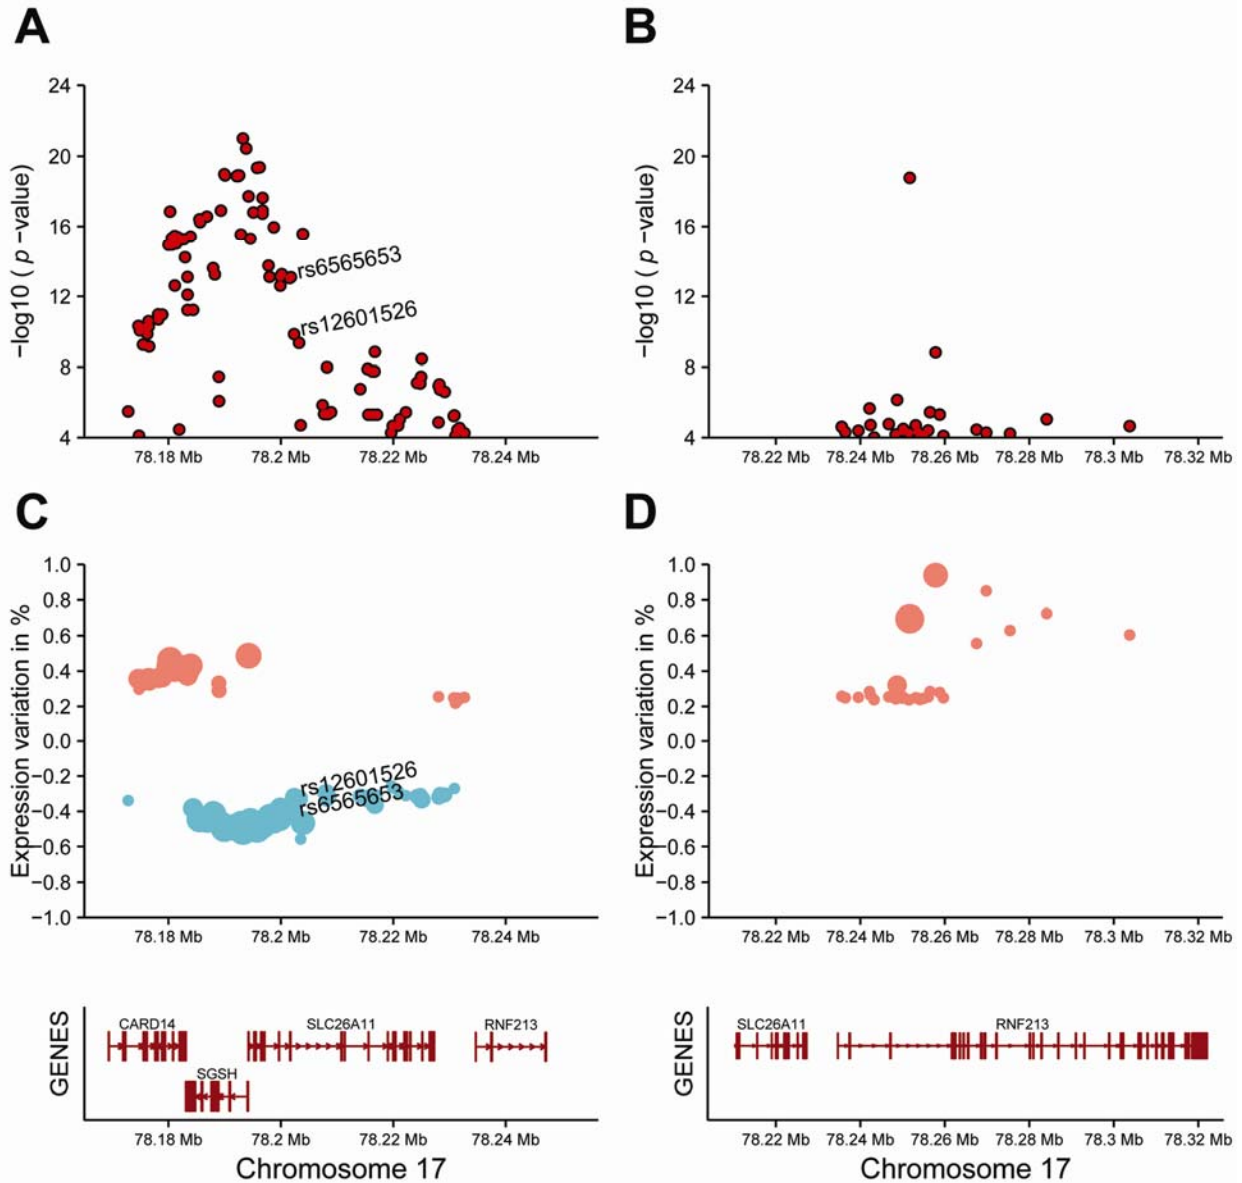 A
B
24
20
16
12
8
4
−log10 ( p −value)
rs6565653
rs12601526
78.18 Mb
78.2 Mb
78.22 Mb
78.24 Mb
24
20
16
12
8
4
−log10 ( p −value)
78.22 Mb
78.24 Mb
78.26 Mb
78.28 Mb
78.3 Mb
78.32 Mb
C
D
1.0
0.8
0.6
0.4
0.2
0.0
−0.2
−0.4
−0.6
−0.8
−1.0
Expression variation in %
rs12601526
rs6565653
78.18 Mb
78.2 Mb
78.22 Mb
78.24 Mb
1.0
0.8
0.6
0.4
0.2
0.0
−0.2
−0.4
−0.6
−0.8
−1.0
Expression variation in %
78.22 Mb
78.24 Mb
78.26 Mb
78.28 Mb
78.3 Mb
78.32 Mb
GENES
CARD14
SLC26A11
RNF213
SGSH
78.18 Mb
78.2 Mb
78.22 Mb
78.24 Mb
Chromosome 17
GENES
SLC26A11
RNF213
78.22 Mb
78.24 Mb
78.26 Mb
78.28 Mb
78.3 Mb
78.32 Mb
Chromosome 17